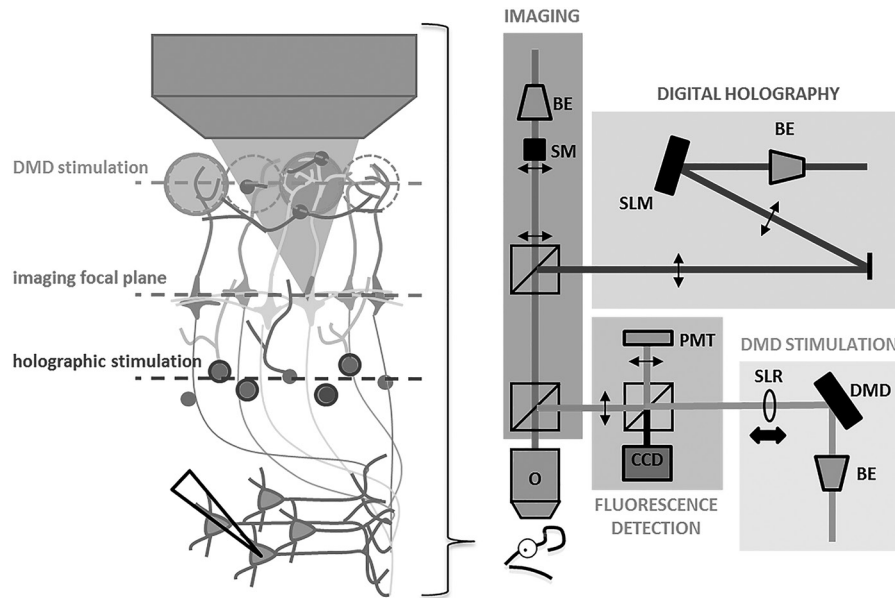 DMD stimulation
imaging focal plane
holographic stimulation
IMAGING
BE
SM
DIGITAL HOLOGRAPHY
BE
SLM
PMT
CCD
FLUORESCENCE
DETECTION
O
DMD STIMULATION
SLR
DMD
BE